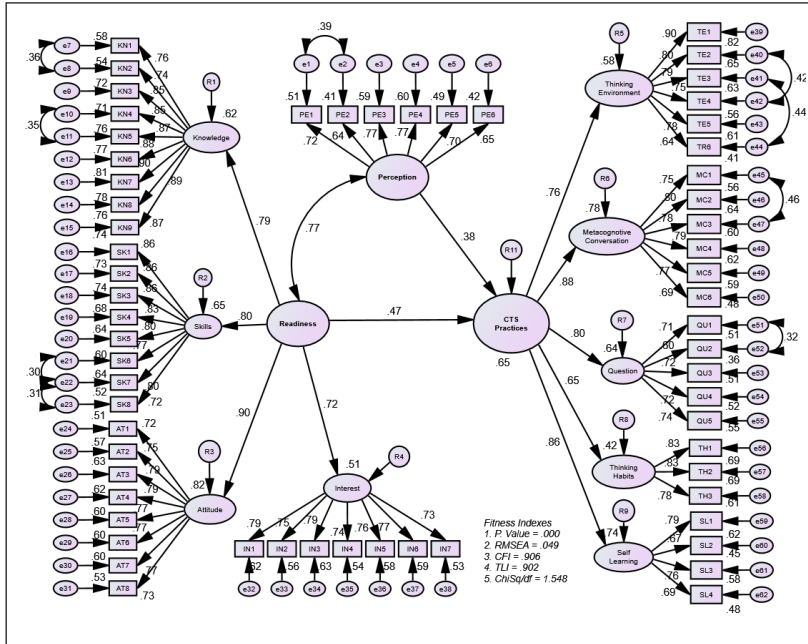 e7
.58
KN1
.36
e8
.54
KN2
e9
.72
KN3
e10
.71
KN4
.35
e11
.76
KN5
e12
.77
KN6
e13
.81
KN7
e14
.78
KN8
e15
.76
KN9
.74
.76
.74
.85
.85
.87
.88
.90
.89
.87
R1
.62
Knowledge
e16
SK1
e17
.73
SK2
e18
.74
SK3
e19
.68
SK4
e20
.64
SK5
e21
.60
SK6
.30
e22
.64
SK7
.31
e23
.52
SK8
.86
.86
.86
.83
.80
.77
.80
.72
R2
.65
Skills
e24
.51
AT1
e25
.57
AT2
e26
.63
AT3
e27
.62
AT4
e28
.60
AT5
e29
.60
AT6
e30
.60
AT7
e31
.53
AT8
.72
.75
.79
.79
.77
.77
.77
.73
R3
.82
Attitude
.39
e1
e2
e3
e4
e5
e6
.51
.41
.59
.60
.49
.42
PE1
PE2
PE3
PE4
PE5
PE6
.72
.64
.77
.77
.70
.65
Perception
.77
.38
.79
.80
Readiness
.47
.90
.72
R11
CTS
Practices
.65
.51
R4
Interest
.79
.75
.79
.74
.76
.77
.73
IN1
IN2
IN3
IN4
IN5
IN6
IN7
.62
.56
.63
.54
.58
.59
.53
e32
e33
e34
e35
e36
e37
e38
Fitness Indexes
1. P. Value = .000
2. RMSEA = .049
3. CFI = .906
4. TLI = .902
5. ChiSq/df = 1.548
.76
.88
.80
.65
.86
R5
.58
Thinking
Environment
.90
.80
.79
.75
.78
.64
TE1
e39
.82
TE2
e40
.65
TE3
e41
.63
TE4
e42
.56
TE5
e43
.61
TR6
e44
.41
.42
.44
R6
.78
Metacognotive
Conversation
.75
.80
.78
.79
.77
.69
MC1
e45
.56
MC2
e46
.64
MC3
e47
.60
MC4
e48
.62
MC5
e49
.59
MC6
e50
.48
.46
R7
.64
Question
.71
.60
.72
.72
.74
QU1
e51
.51
QU2
e52
.36
QU3
e53
.51
QU4
e54
.52
QU5
e55
.55
.32
R8
.42
Thinking
Habits
.83
.83
.78
TH1
e56
.69
TH2
e57
.69
TH3
e58
.61
R9
.74
Self
Learning
.79
.67
.76
.69
SL1
e59
.62
SL2
e60
.45
SL3
e61
.58
SL4
e62
.48